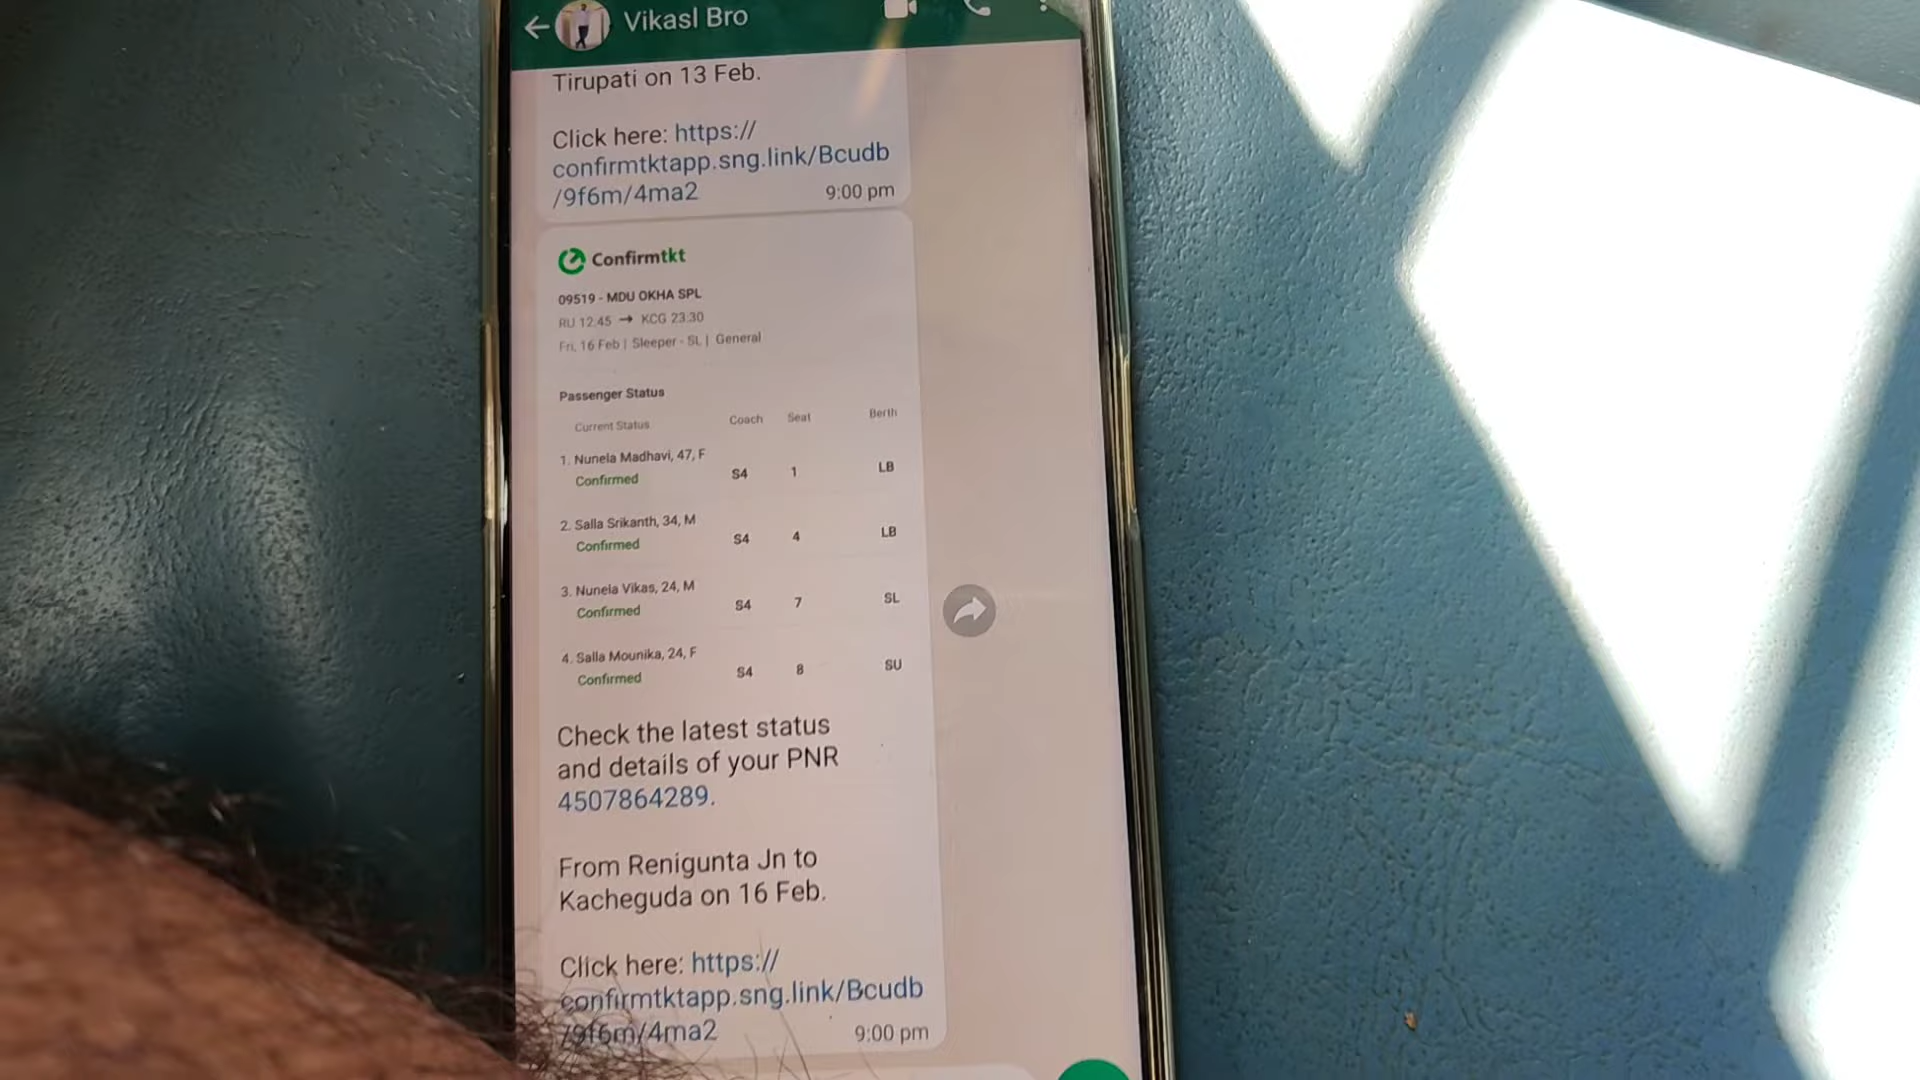 Vikasl Bro
Tirupati on 13 Feb.
Click here: https://
confirmtktapp.sng.link/Bcudb
/9f6m/4ma2 9:00 pm
Confirmtkt
09519 - MDU OKHA SPL
RU 12:45 → KCG 23:30
Fri, 16 Feb | Sleeper - SL | General
Passenger Status
Current Status Coach Seat Berth
1. Nunela Madhavi, 47, F
Confirmed S4 1 LB
2. Salla Srikanth, 34, M
Confirmed S4 4 LB
3. Nunela Vikas, 24, M
Confirmed S4 7 SL
4. Salla Mounika, 24, F
Confirmed S4 8 SU
Check the latest status
and details of your PNR
4507864289.
From Renigunta Jn to
Kacheguda on 16 Feb.
Click here: https://
confirmtktapp.sng.link/Bcudb
/9f6m/4ma2 9:00 pm